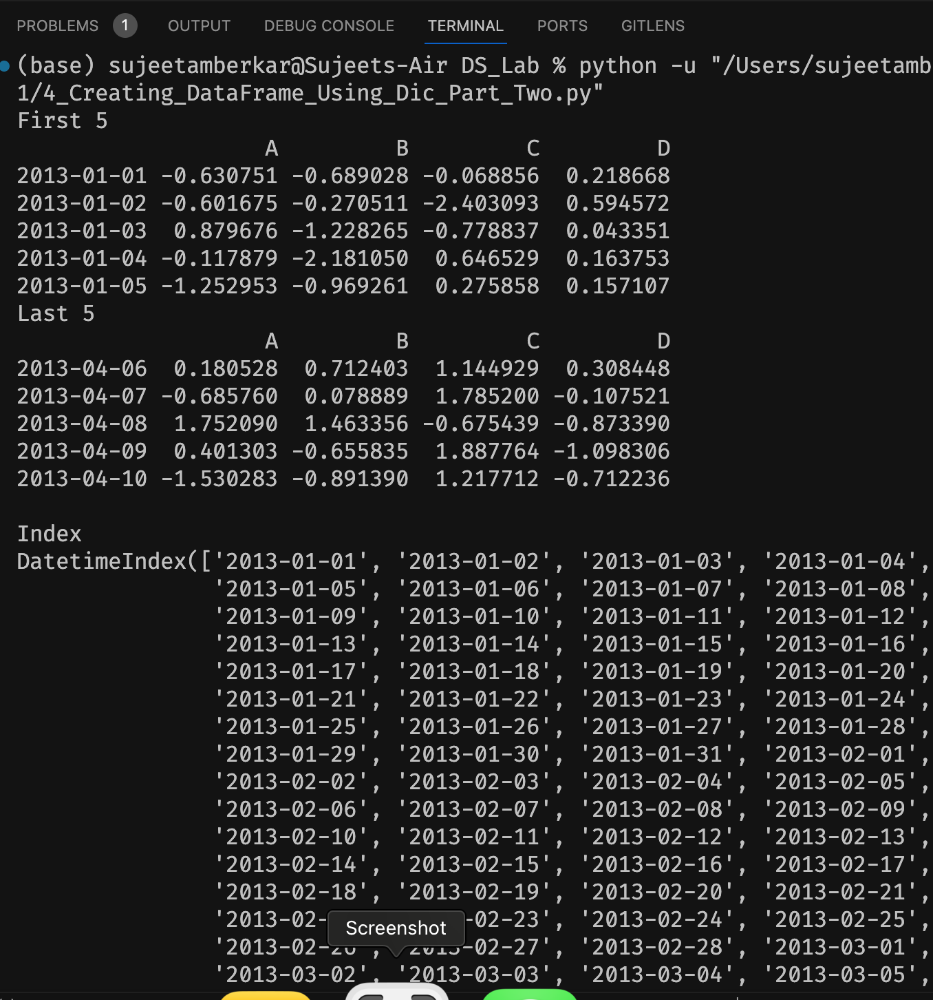 PROBLEMS 1 OUTPUT DEBUG CONSOLE TERMINAL PORTS GITLENS
(base) sujeetamberkar@Sujeets-Air DS_Lab % python -u "/Users/sujeetamb
1/4_Creating_DataFrame_Using_Dic_Part_Two.py"
First 5
A B C D
2013-01-01 -0.630751 -0.689028 -0.068856 0.218668
2013-01-02 -0.601675 -0.270511 -2.403093 0.594572
2013-01-03 0.879676 -1.228265 -0.778837 0.043351
2013-01-04 -0.117879 -2.181050 0.646529 0.163753
2013-01-05 -1.252953 -0.969261 0.275858 0.157107
Last 5
A B C D
2013-04-06 0.180528 0.712403 1.144929 0.308448
2013-04-07 -0.685760 0.078889 1.785200 -0.107521
2013-04-08 1.752090 1.463356 -0.675439 -0.873390
2013-04-09 0.401303 -0.655835 1.887764 -1.098306
2013-04-10 -1.530283 -0.891390 1.217712 -0.712236
Index
DatetimeIndex(['2013-01-01', '2013-01-02', '2013-01-03', '2013-01-04',
'2013-01-05', '2013-01-06', '2013-01-07', '2013-01-08',
'2013-01-09', '2013-01-10', '2013-01-11', '2013-01-12',
'2013-01-13', '2013-01-14', '2013-01-15', '2013-01-16',
'2013-01-17', '2013-01-18', '2013-01-19', '2013-01-20',
'2013-01-21', '2013-01-22', '2013-01-23', '2013-01-24',
'2013-01-25', '2013-01-26', '2013-01-27', '2013-01-28',
'2013-01-29', '2013-01-30', '2013-01-31', '2013-02-01',
'2013-02-02', '2013-02-03', '2013-02-04', '2013-02-05',
'2013-02-06', '2013-02-07', '2013-02-08', '2013-02-09',
'2013-02-10', '2013-02-11', '2013-02-12', '2013-02-13',
'2013-02-14', '2013-02-15', '2013-02-16', '2013-02-17',
'2013-02-18', '2013-02-19', '2013-02-20', '2013-02-21',
'2013-02- -02-23', '2013-02-24', '2013-02-25',
Screenshot
'2013-02-26', '2013-02-27', '2013-02-28', '2013-03-01',
'2013-03-02', '2013-03-03', '2013-03-04', '2013-03-05',